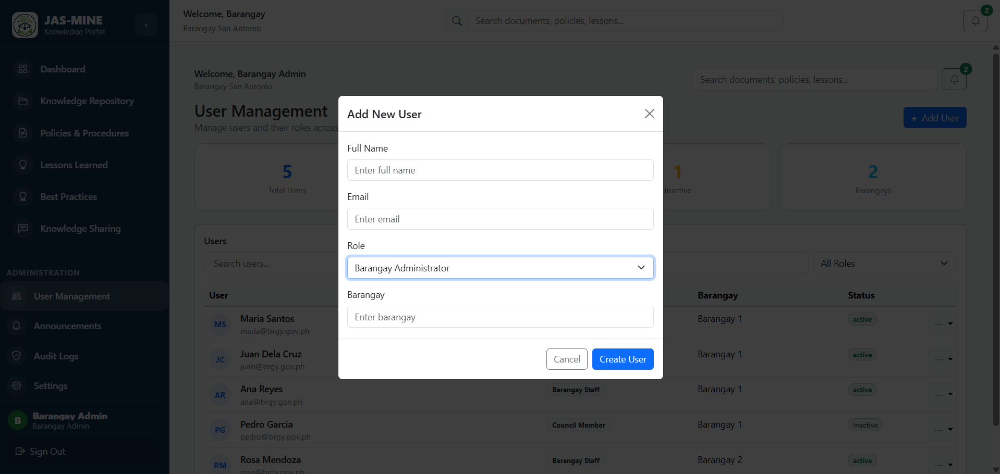 JAS-MINE
Knowledge Portal
Dashboard
Knowledge Repository
Policies & Procedures
Lessons Learned
Best Practices
Knowledge Sharing
ADMINISTRATION
User Management
Announcements
Audit Logs
Settings
B
Barangay Admin
Barangay Admin
Sign Out
Welcome, Barangay
Barangay San Antonio
Search documents, policies, lessons...
2
Welcome, Barangay Admin
Barangay San Antonio
Search documents, policies, lessons...
2
User Management
Manage users and their roles across
+ Add User
5
Total Users
1
Inactive
2
Barangays
Users
Search users...
All Roles
User Barangay Status
MS Maria Santos Barangay 1 active ...
maria@brgy.gov.ph
JC Juan Dela Cruz Barangay 1 active ...
juan@brgy.gov.ph
AR Ana Reyes Barangay Staff Barangay 1 active ...
ana@brgy.gov.ph
PG Pedro Garcia Council Member Barangay 1 inactive ...
pedro@brgy.gov.ph
RM Rosa Mendoza Barangay Staff Barangay 2 active ...
rosa@brgy.gov.ph
Add New User
Full Name
Enter full name
Email
Enter email
Role
Barangay Administrator
Barangay
Enter barangay
Cancel Create User